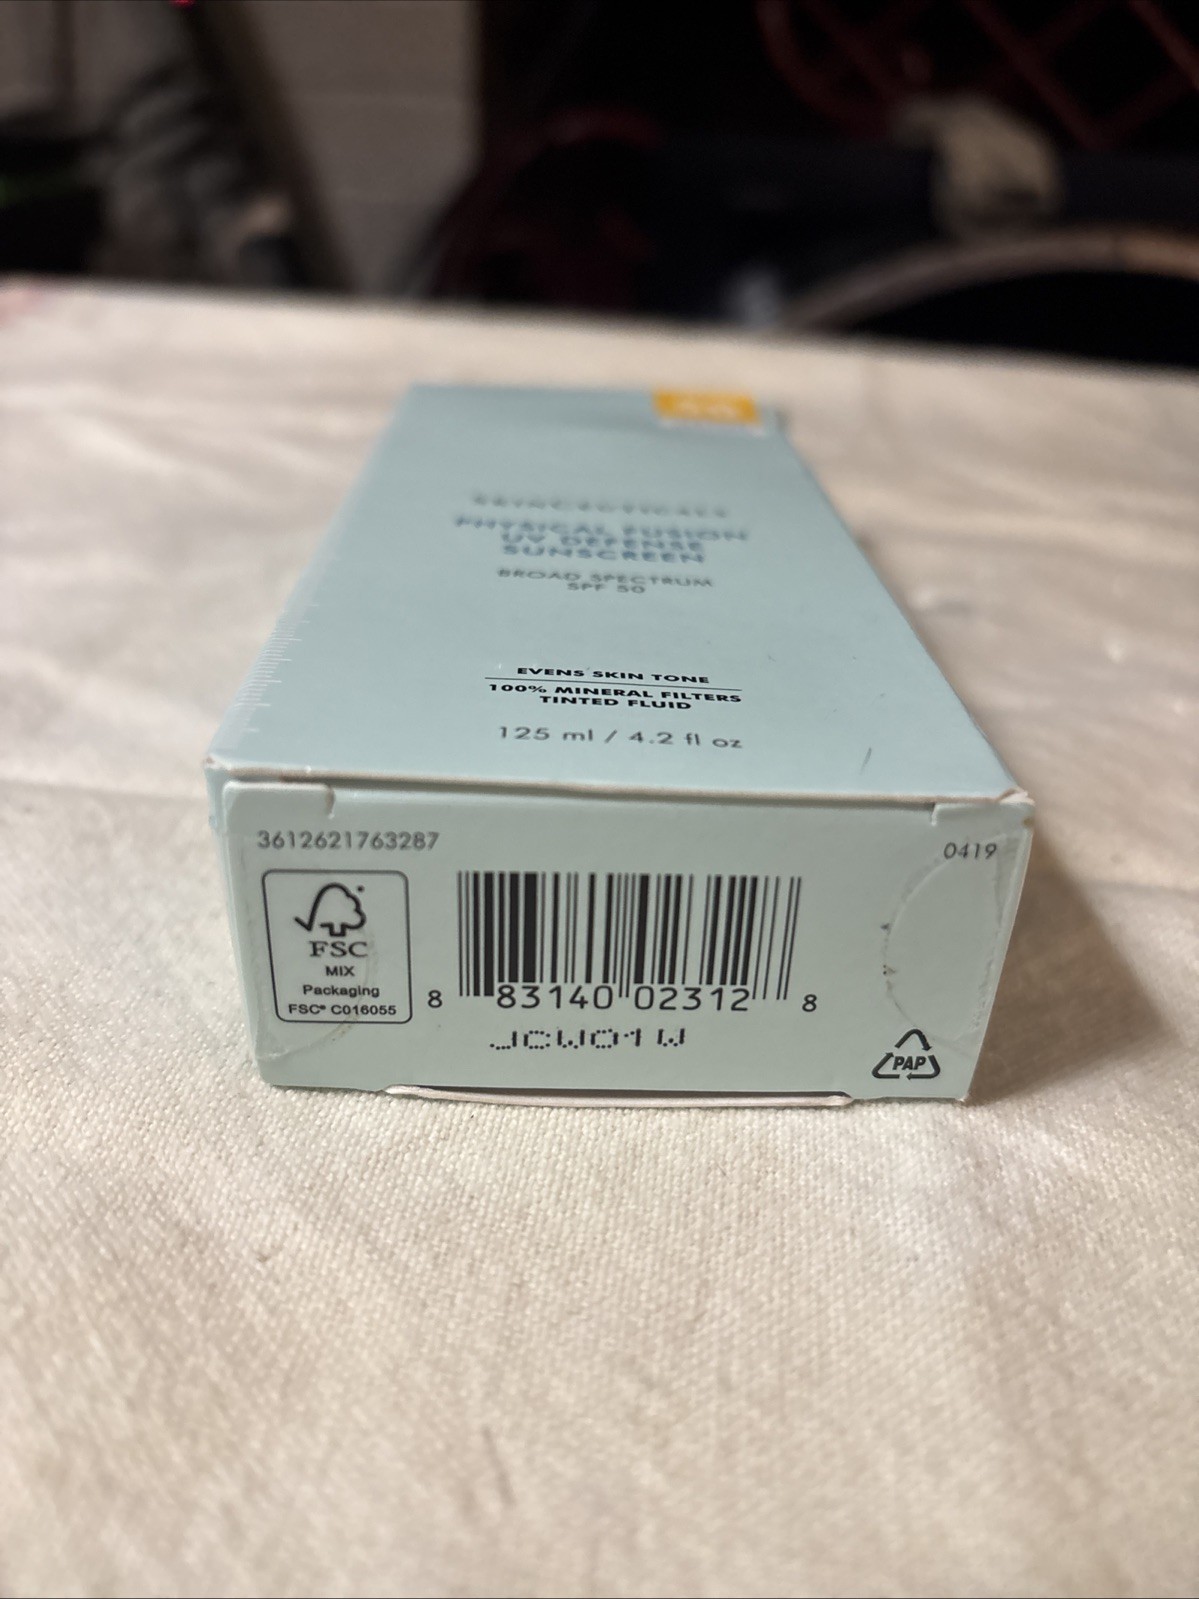 SKINCEUTICALS
PHYSICAL FUSION
UV DEFENSE
SUNSCREEN
BROAD SPECTRUM
SPF 50
EVENS SKIN TONE
100% MINERAL FILTERS
TINTED FLUID
125 ml / 4.2 fl oz
3612621763287
0419
FSC
MIX
Packaging
FSC® C016055
8 83140 02312 8
JCW01W
PAP